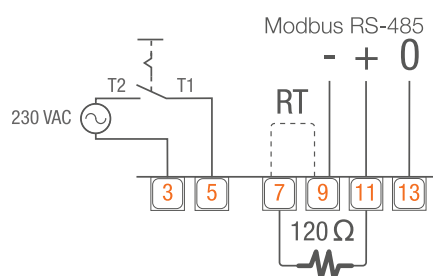 Modbus RS-485
- + 0
T2 T1
RT
230 VAC
3 5 7 9 11 13
120 Ω